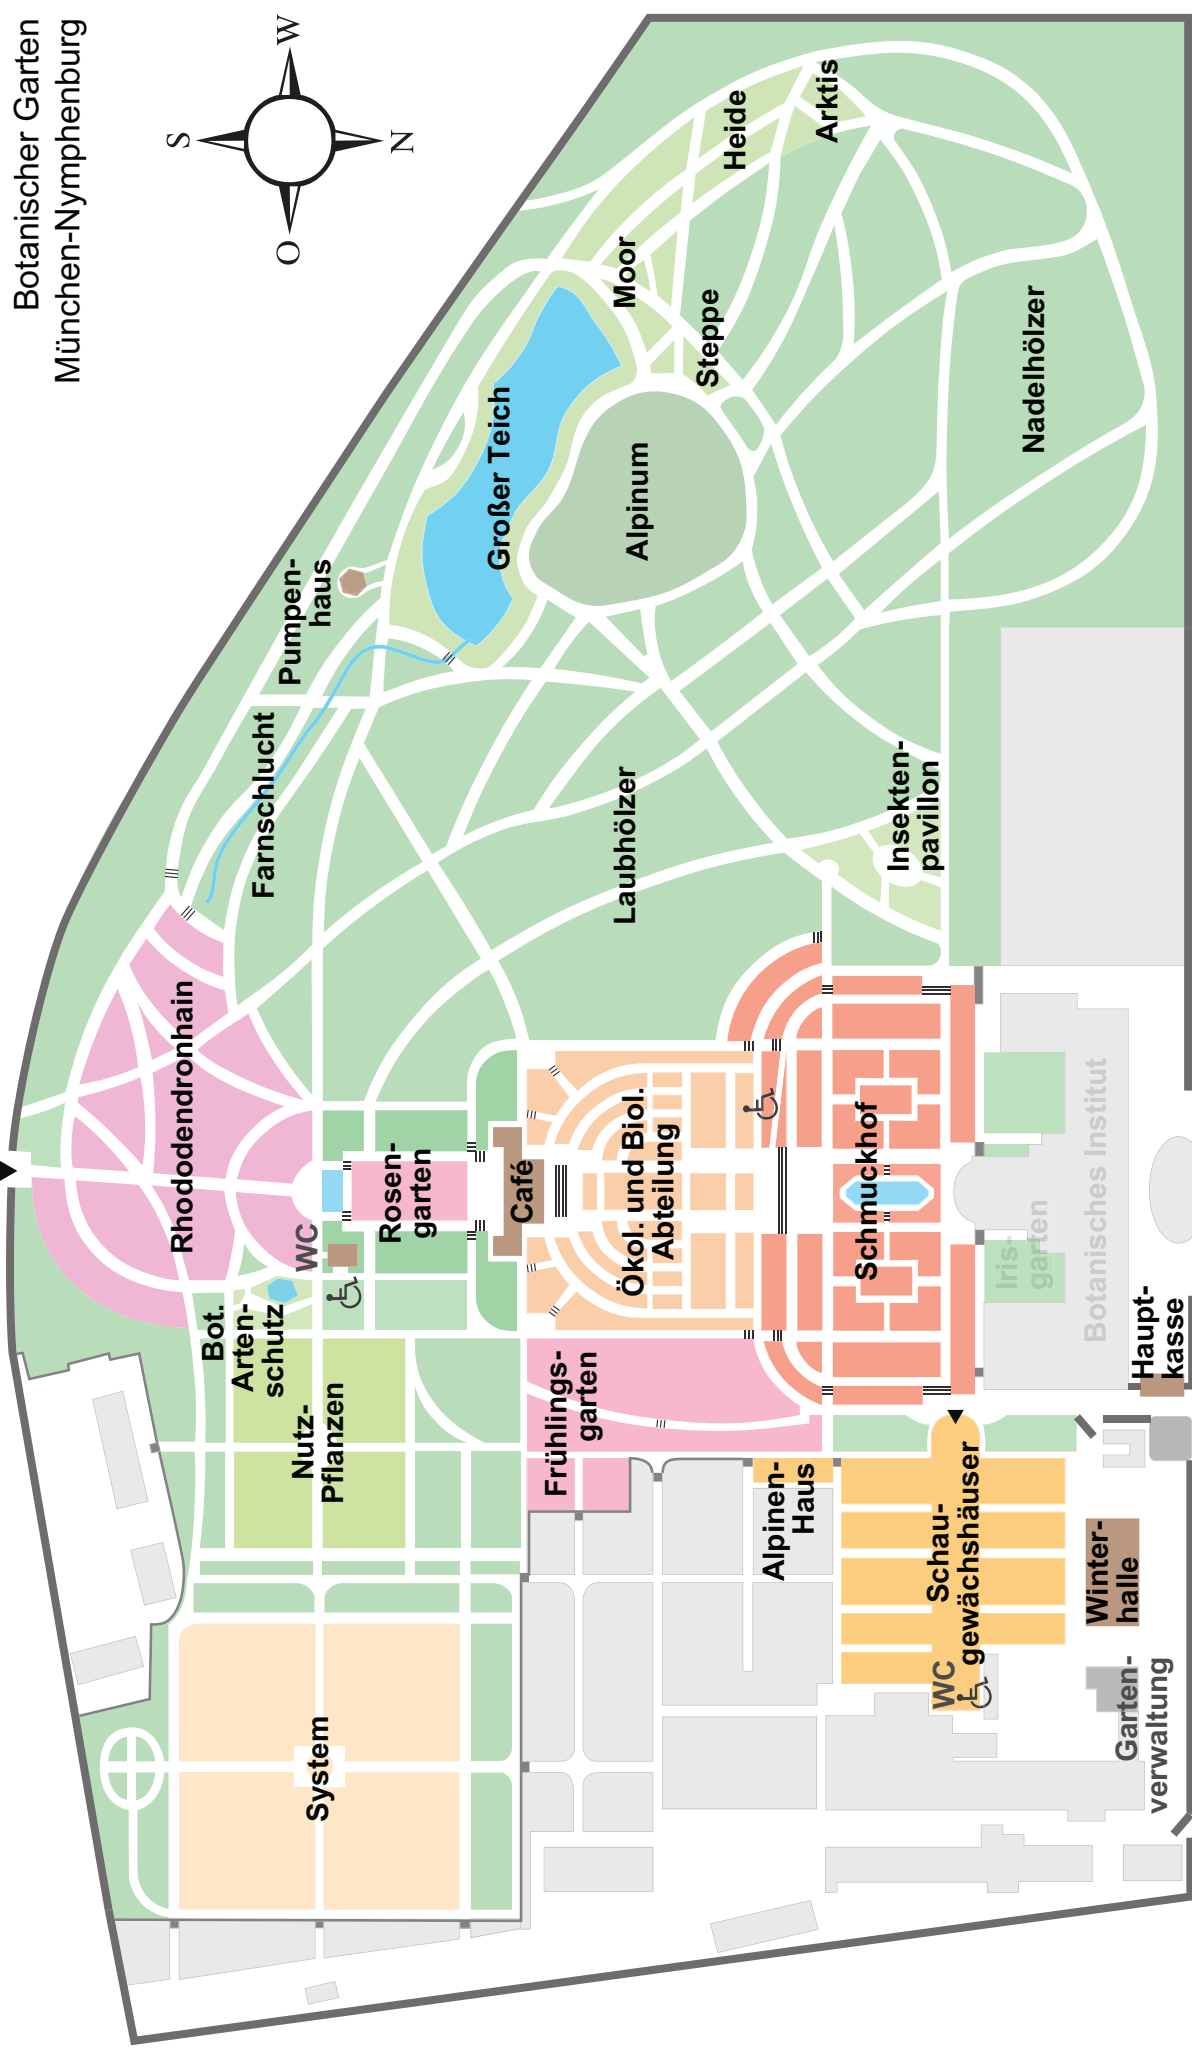 Botanischer Garten
München-Nymphenburg
S
W
N
O
Arktis
Heide
Moor
Steppe
Nadelhölzer
Großer Teich
Alpinum
Pumpen-
haus
Farnschlucht
Laubhölzer
Insekten-
pavillon
Rhododendronhain
Rosen-
garten
WC
Café
Ökol. und Biol.
Abteilung
Schmuckhof
Iris-
garten
Botanisches Institut
Haupt-
kasse
Bot.
Arten-
schutz
Nutz-
Pflanzen
Frühlings-
garten
Alpinen-
Haus
Schau-
gewächshäuser
WC
Winter-
halle
Garten-
verwaltung
System